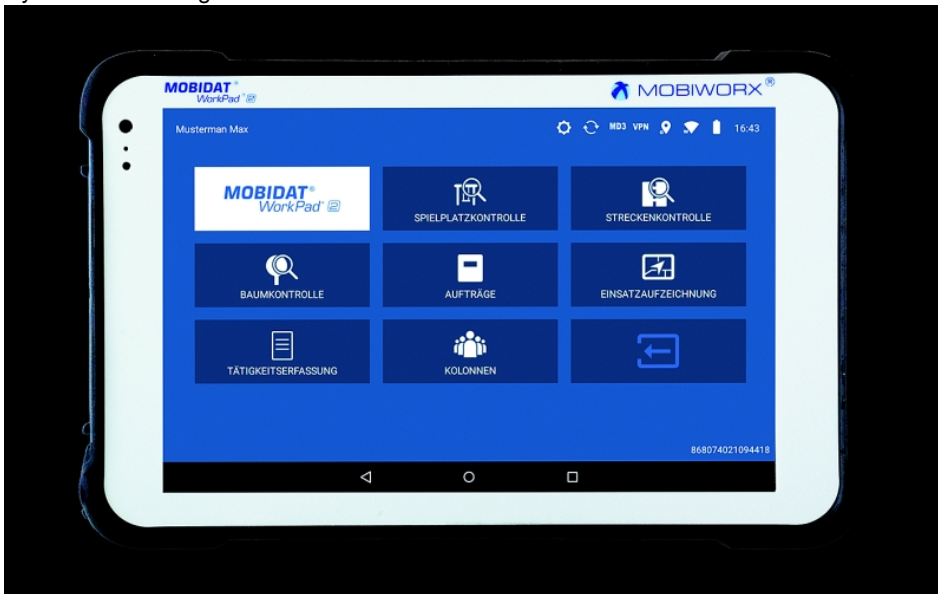 MOBIDAT®
WorkPad® 2
MOBIWORX®
Musterman Max
MD3 VPN 16:43
MOBIDAT®
WorkPad® 2
SPIELPLATZKONTROLLE
STRECKENKONTROLLE
BAUMKONTROLLE
AUFTRÄGE
EINSATZAUFZEICHNUNG
TÄTIGKEITSERFASSUNG
KOLONNEN
868074021094418